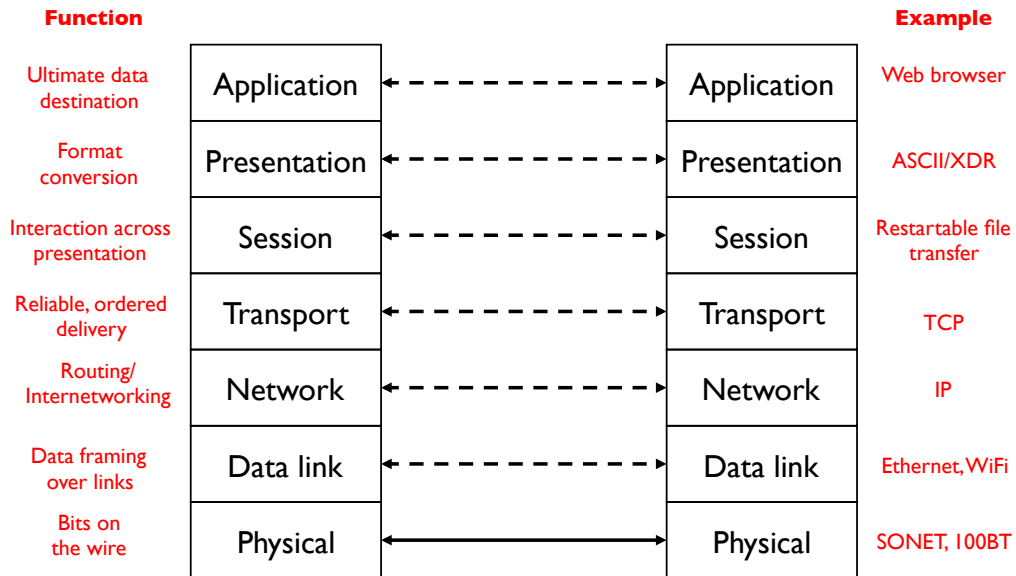 Function
Example
Ultimate data
destination
Application
Application
Web browser
Format
conversion
Presentation
Presentation
ASCII/XDR
Interaction across
presentation
Session
Session
Restartable file
transfer
Reliable, ordered
delivery
Transport
Transport
TCP
Routing/
Internetworking
Network
Network
IP
Data framing
over links
Data link
Data link
Ethernet, WiFi
Bits on
the wire
Physical
Physical
SONET, 100BT